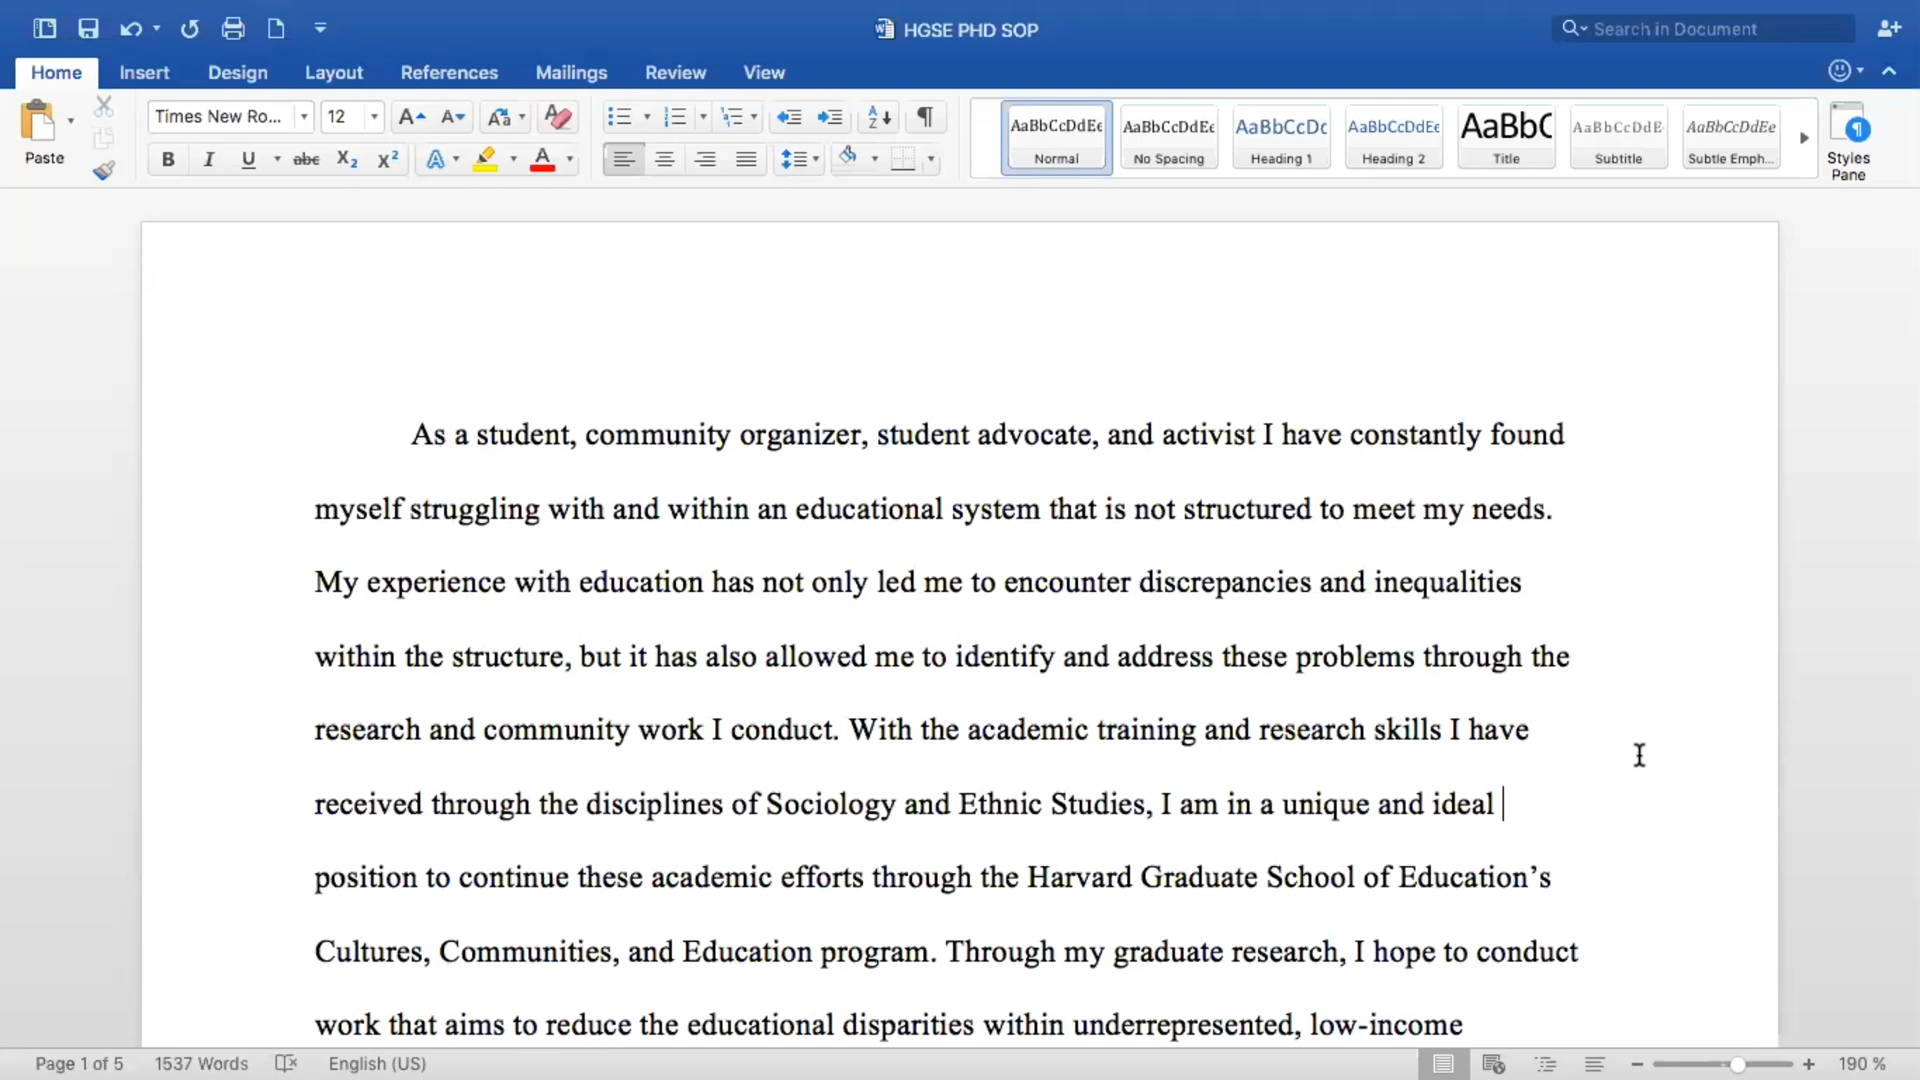 HGSE PHD SOP
Search in Document
Home Insert Design Layout References Mailings Review View
Paste
Times New Ro... 12
AaBbCcDdEe AaBbCcDdEe AaBbCcDc AaBbCcDdEe AaBbC AaBbCcDdE AaBbCcDdEe
Normal No Spacing Heading 1 Heading 2 Title Subtitle Subtle Emph...
Styles
Pane
As a student, community organizer, student advocate, and activist I have constantly found
myself struggling with and within an educational system that is not structured to meet my needs.
My experience with education has not only led me to encounter discrepancies and inequalities
within the structure, but it has also allowed me to identify and address these problems through the
research and community work I conduct. With the academic training and research skills I have
received through the disciplines of Sociology and Ethnic Studies, I am in a unique and ideal
position to continue these academic efforts through the Harvard Graduate School of Education’s
Cultures, Communities, and Education program. Through my graduate research, I hope to conduct
work that aims to reduce the educational disparities within underrepresented, low-income
Page 1 of 5 1537 Words English (US) 190 %